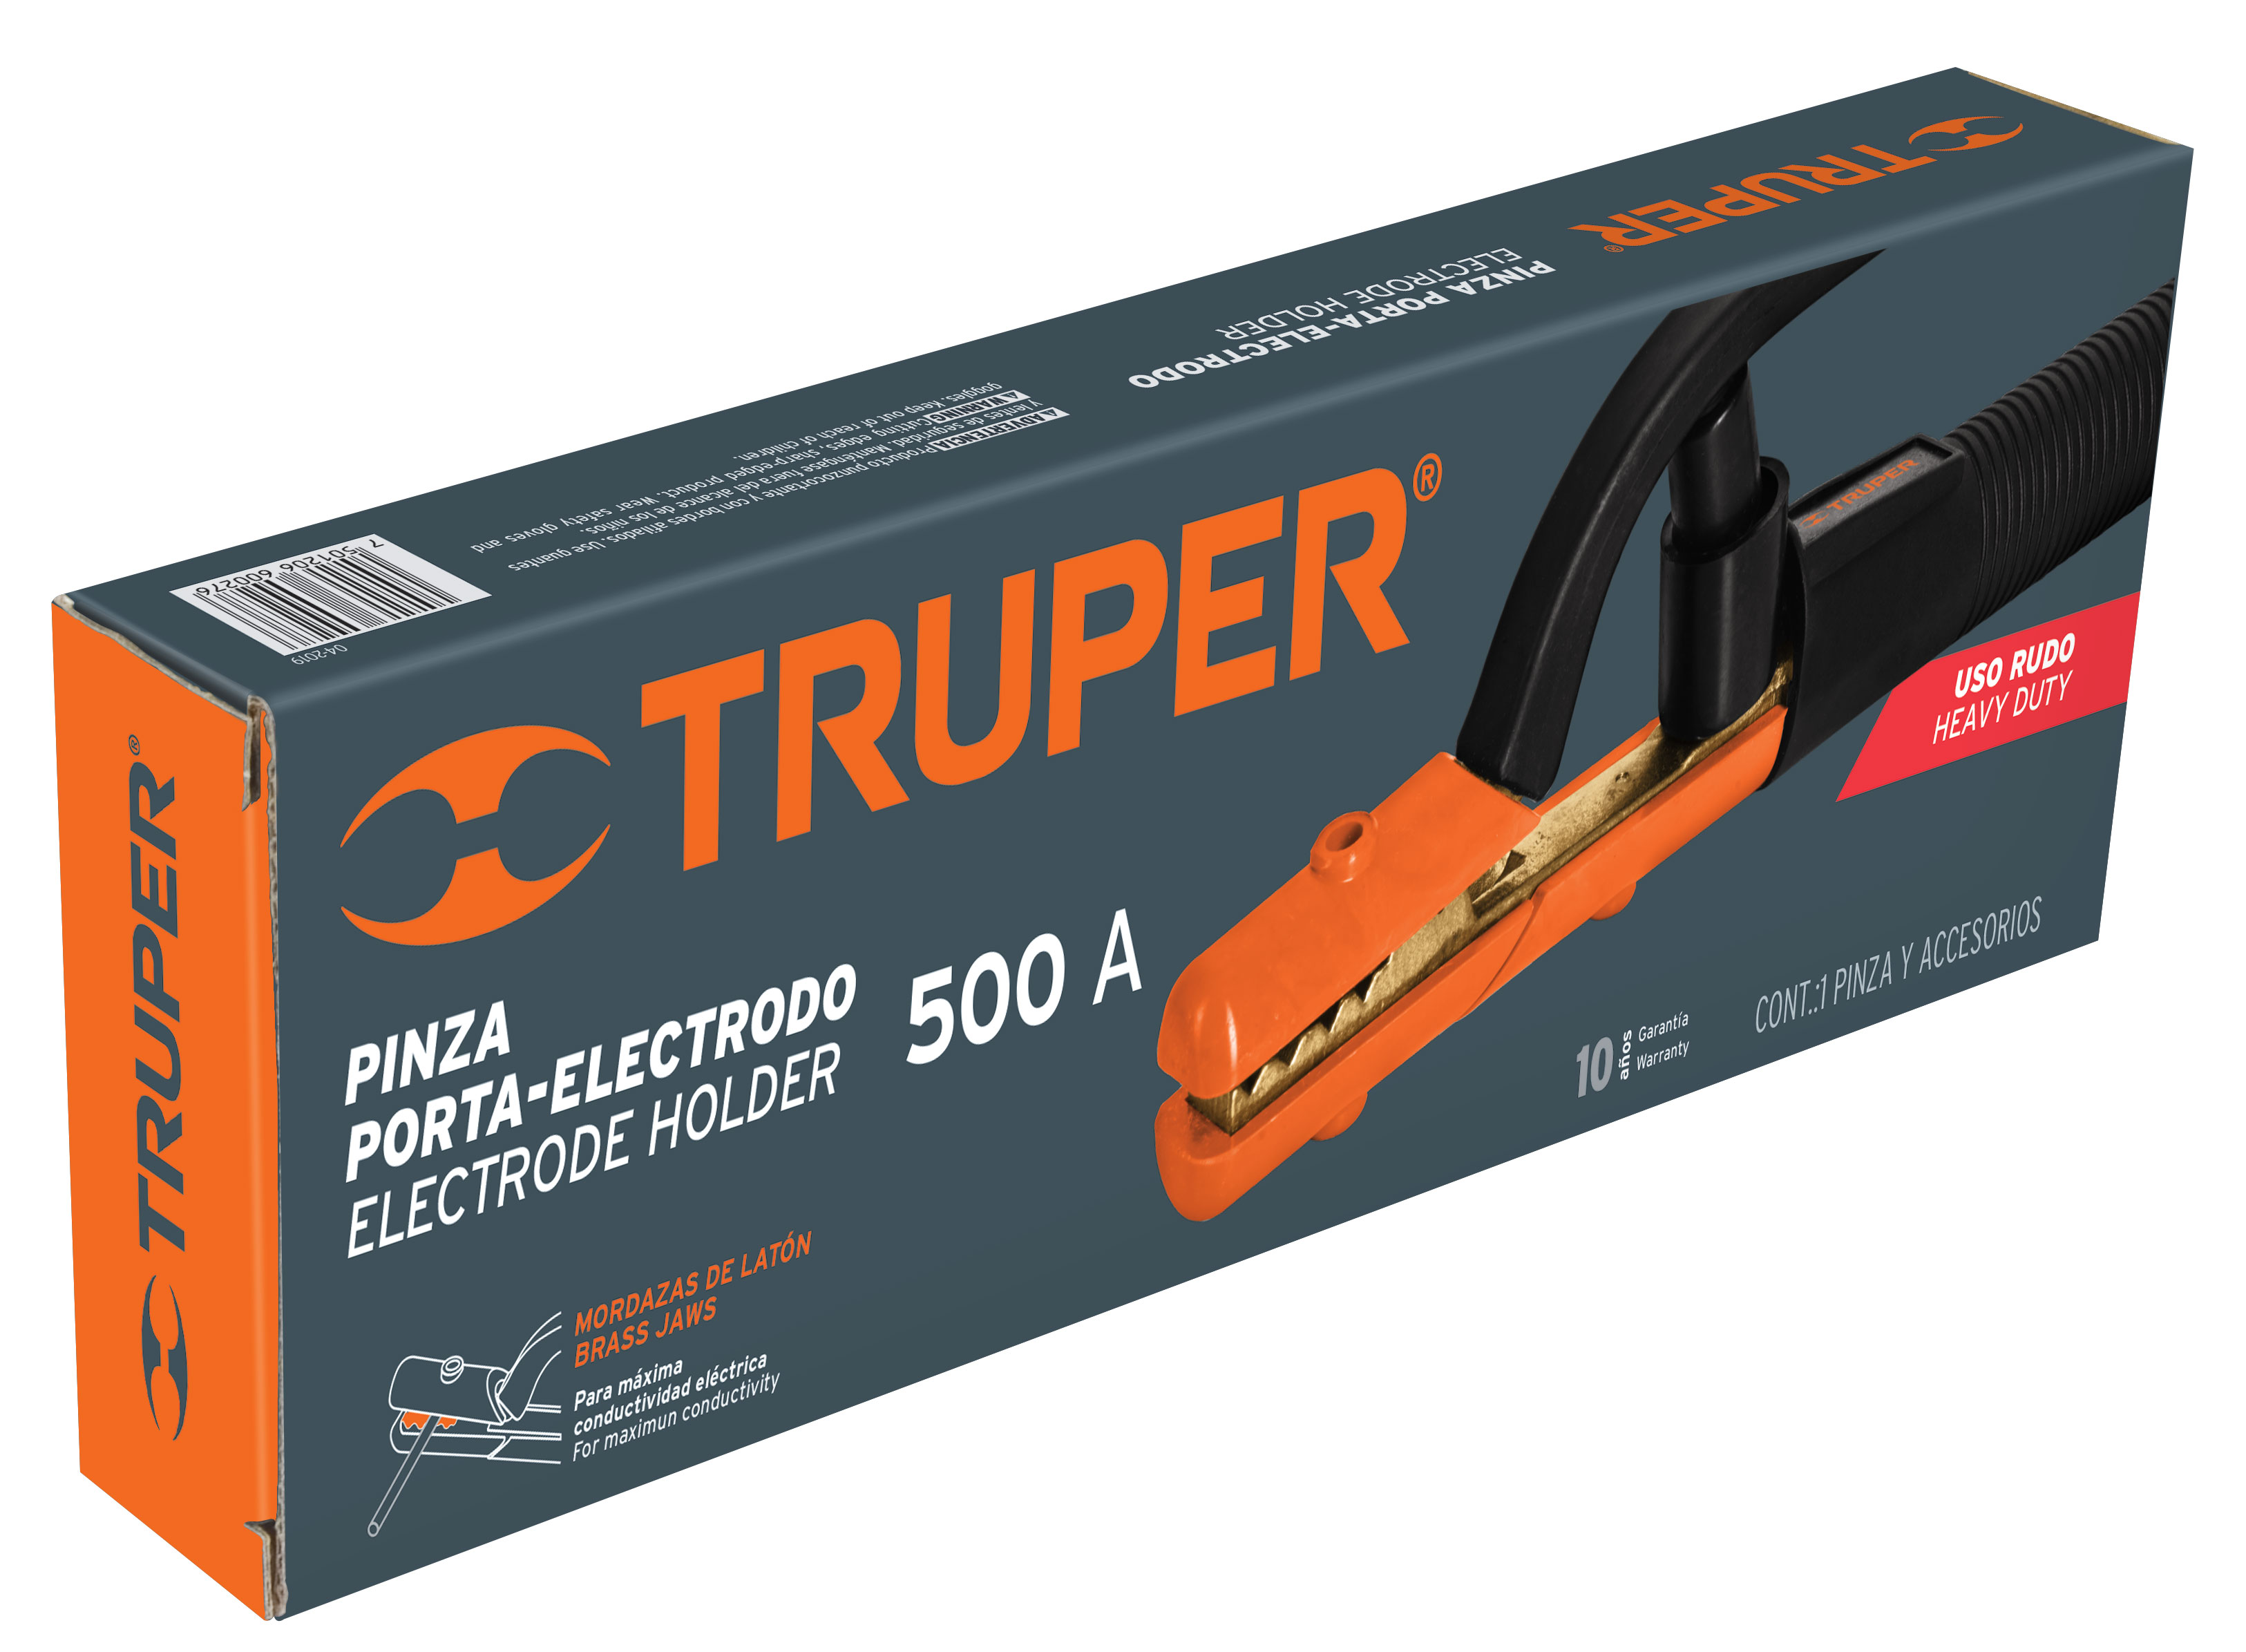 TRUPER®
PINZA PORTA-ELECTRODO
ELECTRODE HOLDER
⚠ ADVERTENCIA Producto punzocortante y con bordes afilados. Use guantes
y lentes de seguridad. Manténgase fuera del alcance de los niños.
⚠ WARNING Cutting edges, sharp-edged product. Wear safety gloves and
goggles. Keep out of reach of children.
7 501206 600276
04-2019
TRUPER®
TRUPER®
TRUPER
USO RUDO
HEAVY DUTY
PINZA
PORTA-ELECTRODO
ELECTRODE HOLDER
500 A
MORDAZAS DE LATÓN
BRASS JAWS
Para máxima
conductividad eléctrica
For maximun conductivity
10 años Garantía
Warranty
CONT.:1 PINZA Y ACCESORIOS